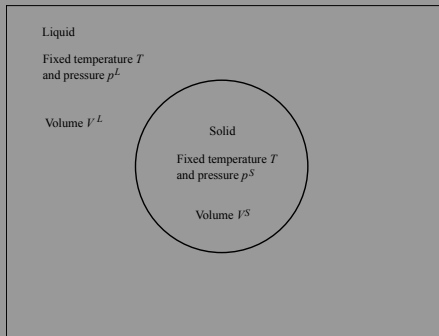 Liquid
Fixed temperature T
and pressure p^L
Volume V^L
Solid
Fixed temperature T
and pressure p^S
Volume V^S